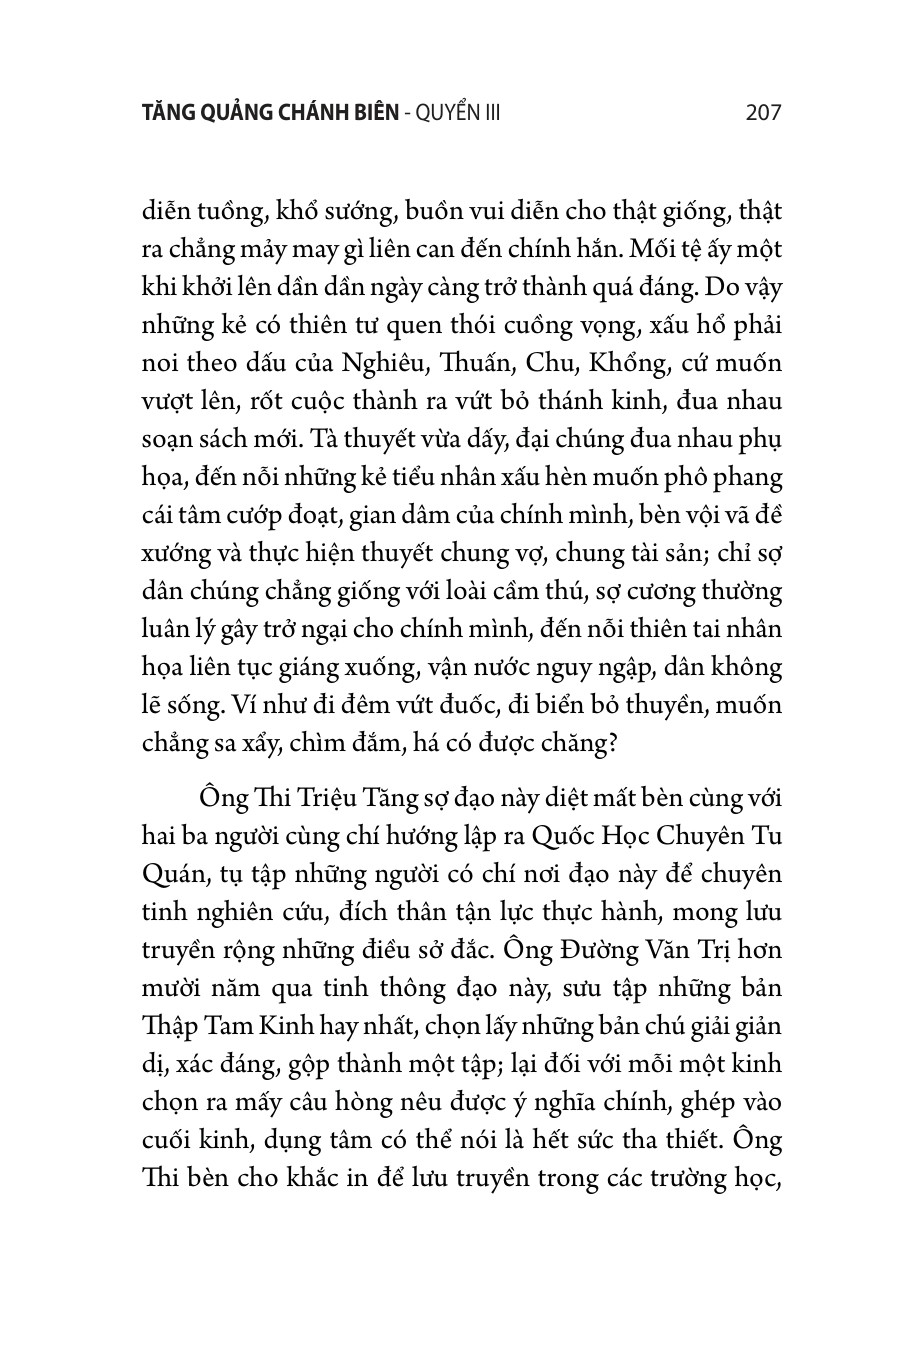 TĂNG QUẢNG CHÁNH BIÊN - QUYỂN III 207
diễn tuồng, khổ sướng, buồn vui diễn cho thật giống, thật
ra chẳng mảy may gì liên can đến chính hắn. Mối tệ ấy một
khi khởi lên dần dần ngày càng trở thành quá đáng. Do vậy
những kẻ có thiên tư quen thói cuồng vọng, xấu hổ phải
noi theo dấu của Nghiêu, Thuấn, Chu, Khổng, cứ muốn
vượt lên, rốt cuộc thành ra vứt bỏ thánh kinh, đua nhau
soạn sách mới. Tà thuyết vừa dấy, đại chúng đua nhau phụ
họa, đến nỗi những kẻ tiểu nhân xấu hèn muốn phô phang
cái tâm cướp đoạt, gian dâm của chính mình, bèn vội vã đề
xướng và thực hiện thuyết chung vợ, chung tài sản; chỉ sợ
dân chúng chẳng giống với loài cầm thú, sợ cương thường
luân lý gây trở ngại cho chính mình, đến nỗi thiên tai nhân
họa liên tục giáng xuống, vận nước nguy ngập, dân không
lẽ sống. Ví như đi đêm vứt đuốc, đi biển bỏ thuyền, muốn
chẳng sa xẩy, chìm đắm, há có được chăng?
Ông Thi Triệu Tăng sợ đạo này diệt mất bèn cùng với
hai ba người cùng chí hướng lập ra Quốc Học Chuyên Tu
Quán, tụ tập những người có chí nơi đạo này để chuyên
tinh nghiên cứu, đích thân tận lực thực hành, mong lưu
truyền rộng những điều sở đắc. Ông Đường Văn Trị hơn
mười năm qua tinh thông đạo này, sưu tập những bản
Thập Tam Kinh hay nhất, chọn lấy những bản chú giải giản
dị, xác đáng, gộp thành một tập; lại đối với mỗi một kinh
chọn ra mấy câu hòng nêu được ý nghĩa chính, ghép vào
cuối kinh, dụng tâm có thể nói là hết sức tha thiết. Ông
Thi bèn cho khắc in để lưu truyền trong các trường học,